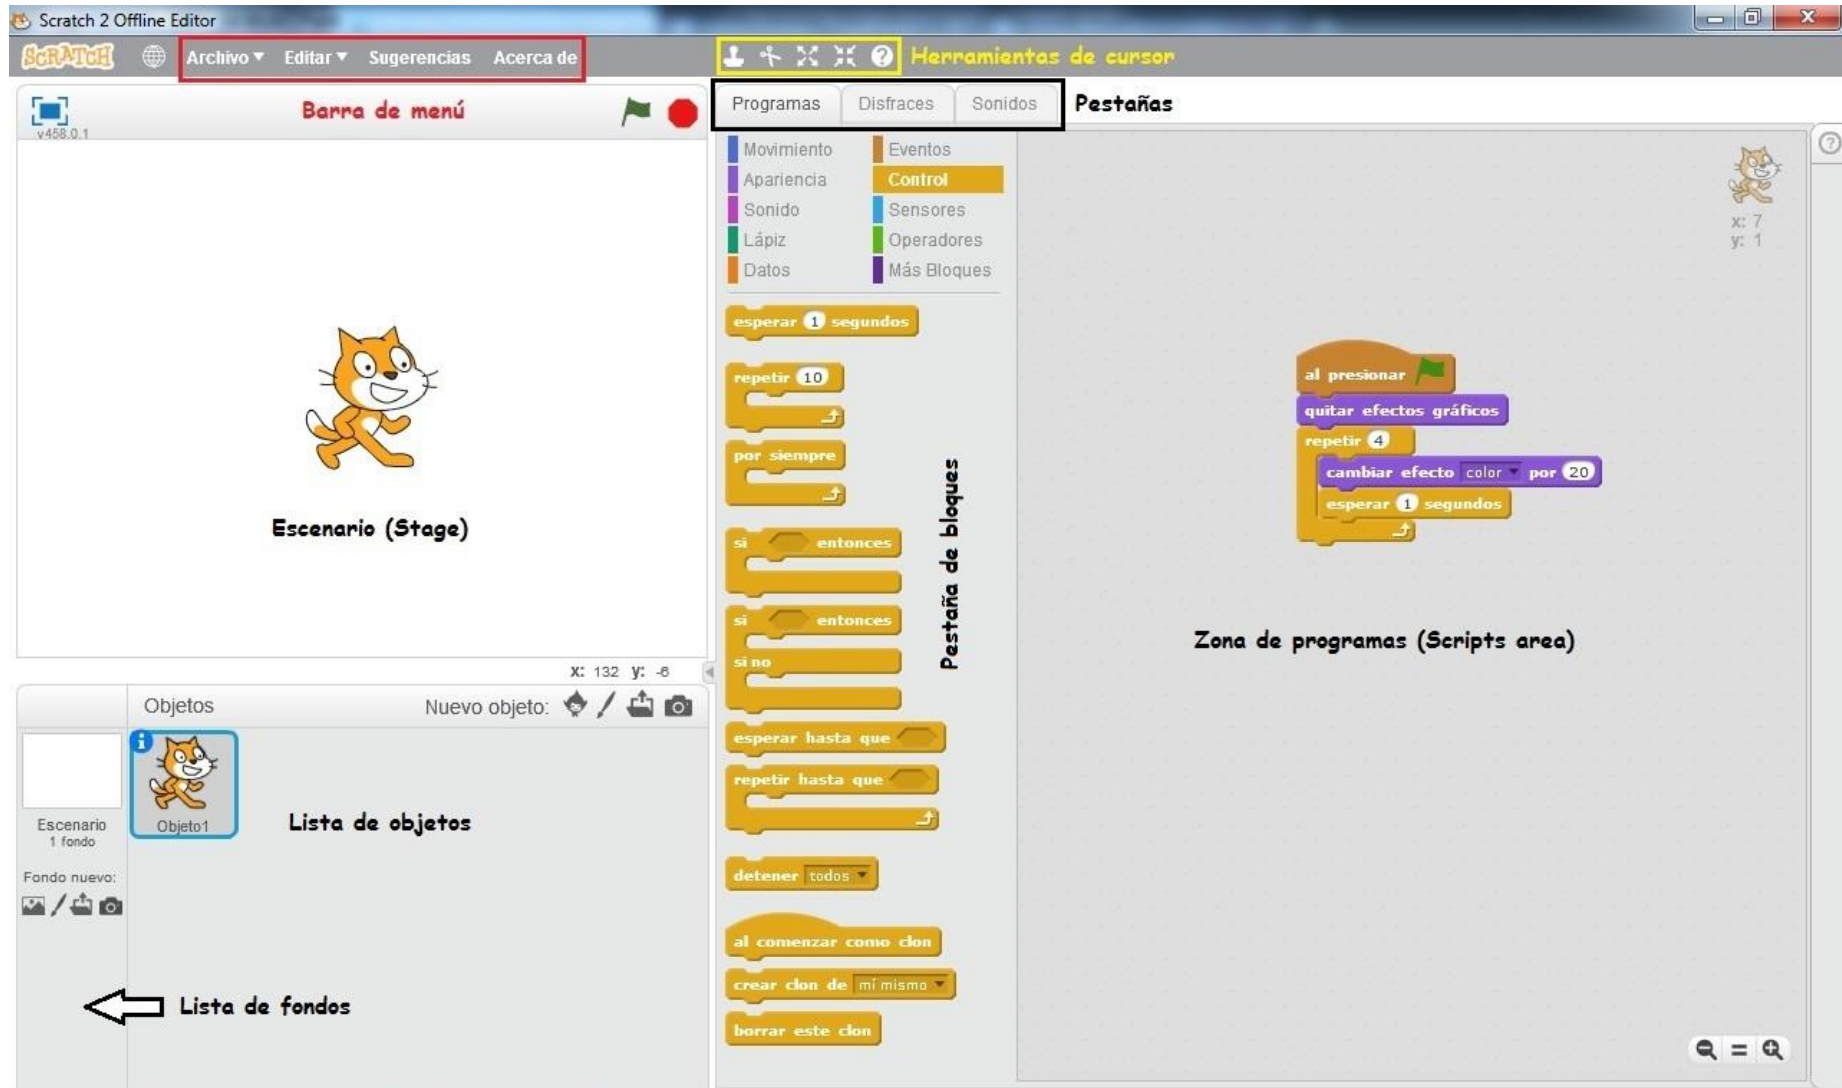 Scratch 2 Offline Editor
SCRATCH
Archivo Editar Sugerencias Acerca de
Herramientas de cursor
v458.0.1
Barra de menú
Programas Disfraces Sonidos
Pestañas
Movimiento Eventos
Apariencia Control
Sonido Sensores
Lápiz Operadores
Datos Más Bloques
esperar 1 segundos
repetir 10
por siempre
si entonces
si entonces
si no
esperar hasta que
repetir hasta que
detener todos
al comenzar como clon
crear clon de mí mismo
borrar este clon
Pestaña de bloques
x: 7
y: 1
al presionar
quitar efectos gráficos
repetir 4
cambiar efecto color por 20
esperar 1 segundos
Zona de programas (Scripts area)
Escenario (Stage)
x: 132 y: -6
Objetos Nuevo objeto:
Objeto1
Lista de objetos
Escenario
1 fondo
Fondo nuevo:
Lista de fondos